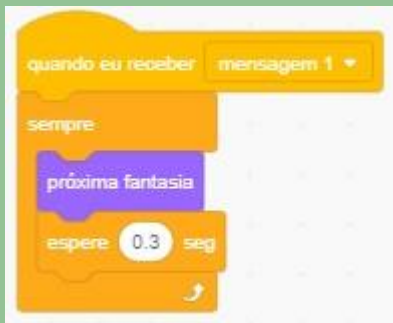 quando eu receber mensagem 1
sempre
próxima fantasia
espere 0.3 seg